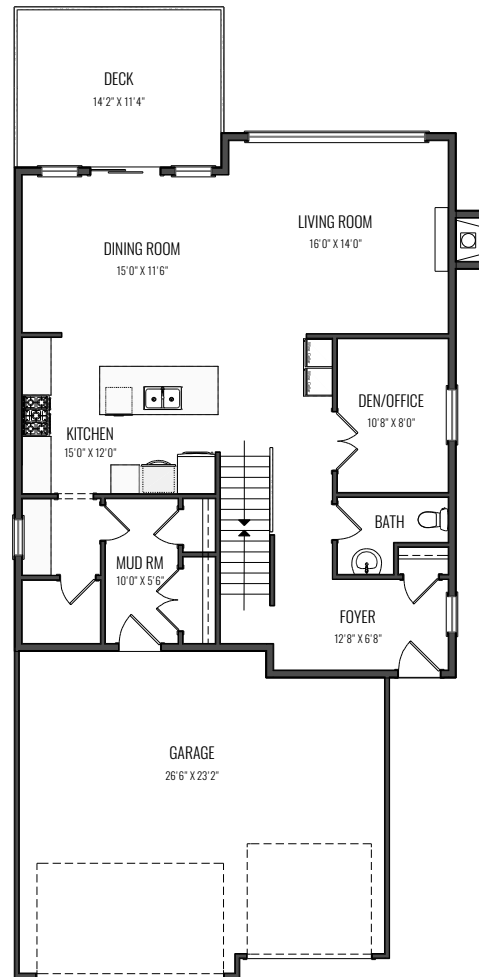 DECK
14'2" X 11'4"
LIVING ROOM
16'0" X 14'0"
DINING ROOM
15'0" X 11'6"
DEN/OFFICE
10'8" X 8'0"
KITCHEN
15'0" X 12'0"
BATH
MUD RM
10'0" X 5'6"
FOYER
12'8" X 6'8"
GARAGE
26'6" X 23'2"